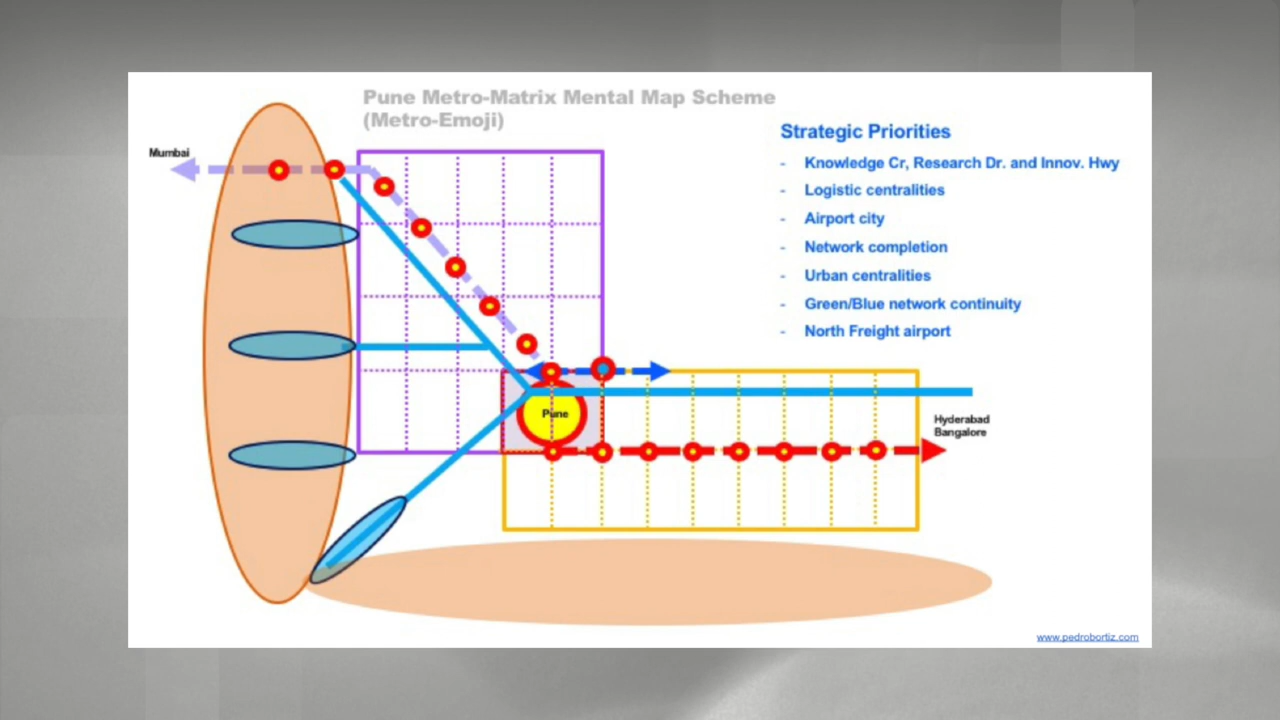 Pune Metro-Matrix Mental Map Scheme
(Metro-Emoji)
Mumbai
Strategic Priorities
- Knowledge Cr, Research Dr. and Innov. Hwy
- Logistic centralities
- Airport city
- Network completion
- Urban centralities
- Green/Blue network continuity
- North Freight airport
Pune
Hyderabad
Bangalore
www.pedrobortiz.com